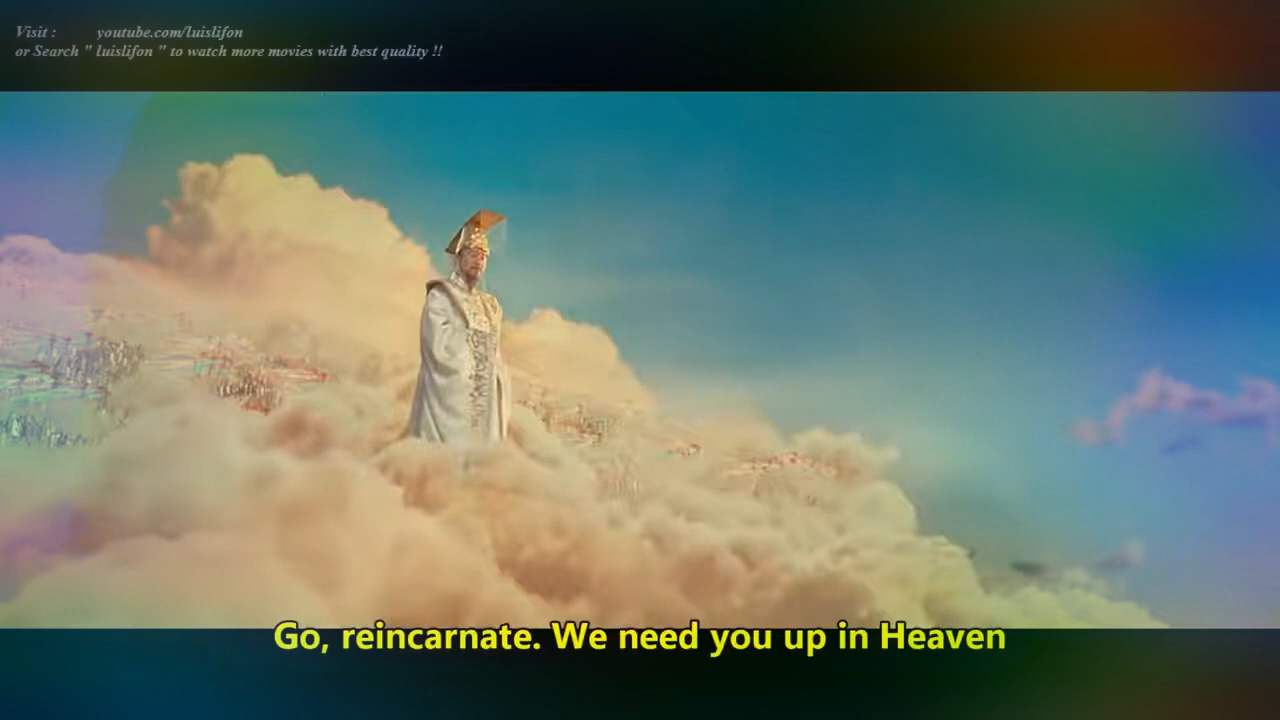 Visit : youtube.com/luislifon
or Search " luislifon " to watch more movies with best quality !!
Go, reincarnate. We need you up in Heaven